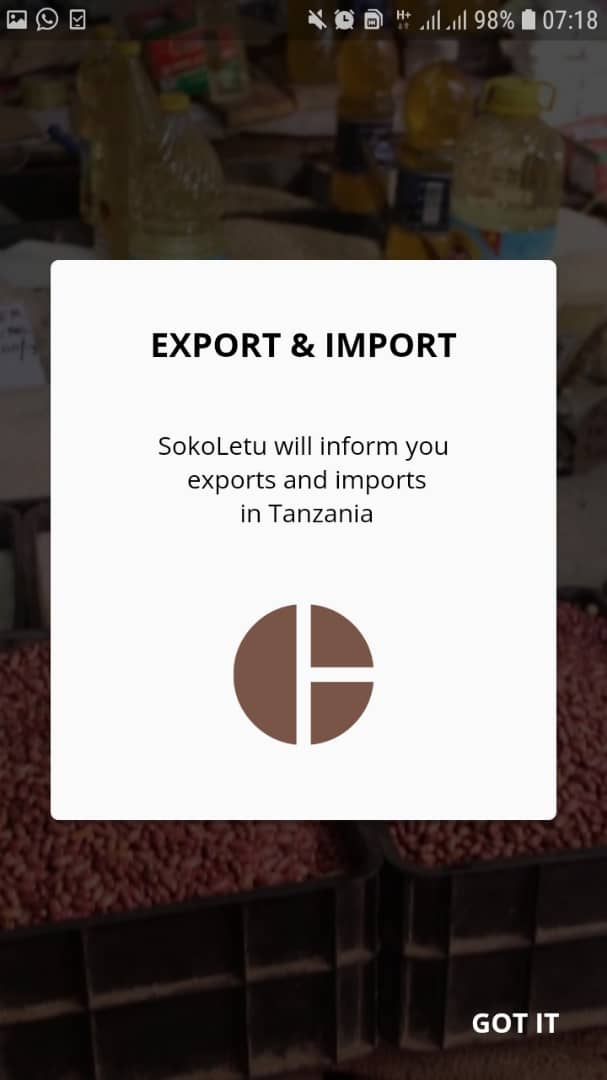 H+ 98% 07:18
EXPORT & IMPORT
SokoLetu will inform you
exports and imports
in Tanzania
GOT IT